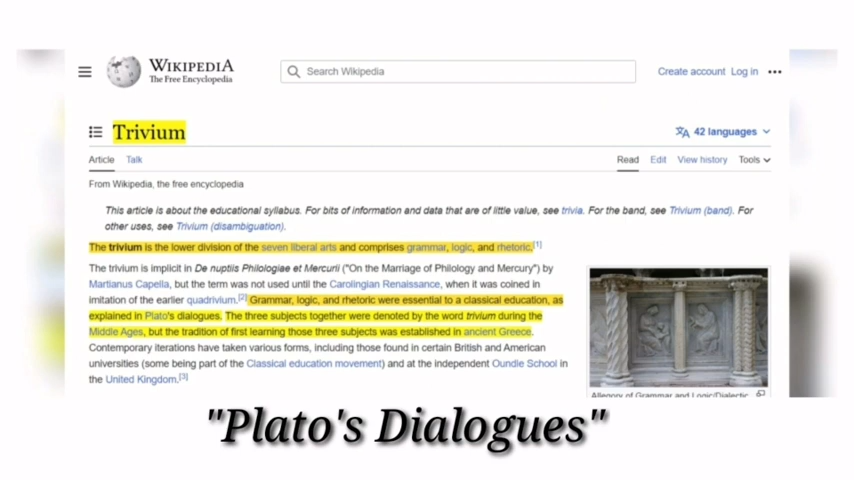 WIKIPEDIA
The Free Encyclopedia
Search Wikipedia
Create account Log in
Trivium
42 languages
Article Talk
Read Edit View history Tools
From Wikipedia, the free encyclopedia
This article is about the educational syllabus. For bits of information and data that are of little value, see trivia. For the band, see Trivium (band). For
other uses, see Trivium (disambiguation).
The trivium is the lower division of the seven liberal arts and comprises grammar, logic, and rhetoric.[1]
The trivium is implicit in De nuptiis Philologiae et Mercurii ("On the Marriage of Philology and Mercury") by
Martianus Capella, but the term was not used until the Carolingian Renaissance, when it was coined in
imitation of the earlier quadrivium.[2] Grammar, logic, and rhetoric were essential to a classical education, as
explained in Plato's dialogues. The three subjects together were denoted by the word trivium during the
Middle Ages, but the tradition of first learning those three subjects was established in ancient Greece.
Contemporary iterations have taken various forms, including those found in certain British and American
universities (some being part of the Classical education movement) and at the independent Oundle School in
the United Kingdom.[3]
Allegory of Grammar and Logic/Dialectic
"Plato's Dialogues"